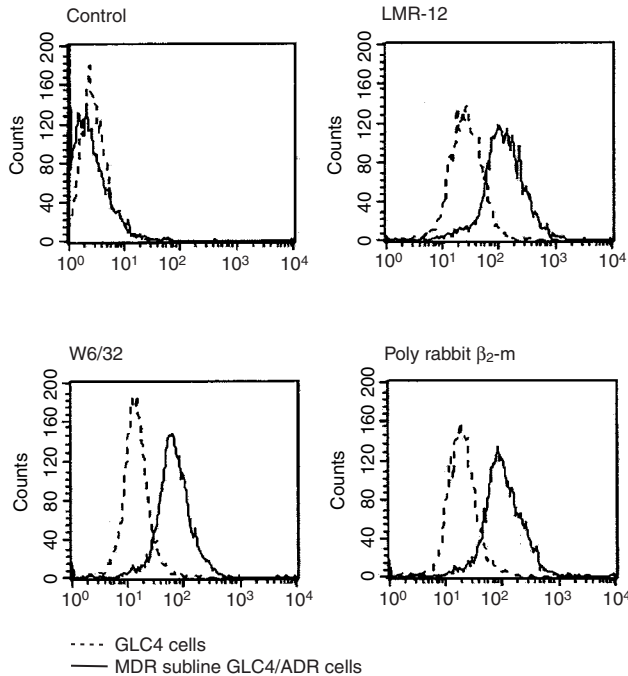 Control
LMR-12
Counts
200
160
120
80
40
0
10⁰ 10¹ 10² 10³ 10⁴
Counts
200
160
120
80
40
0
10⁰ 10¹ 10² 10³ 10⁴
W6/32
Poly rabbit β₂-m
Counts
200
160
120
80
40
0
10⁰ 10¹ 10² 10³ 10⁴
Counts
200
160
120
80
40
0
10⁰ 10¹ 10² 10³ 10⁴
GLC4 cells
MDR subline GLC4/ADR cells